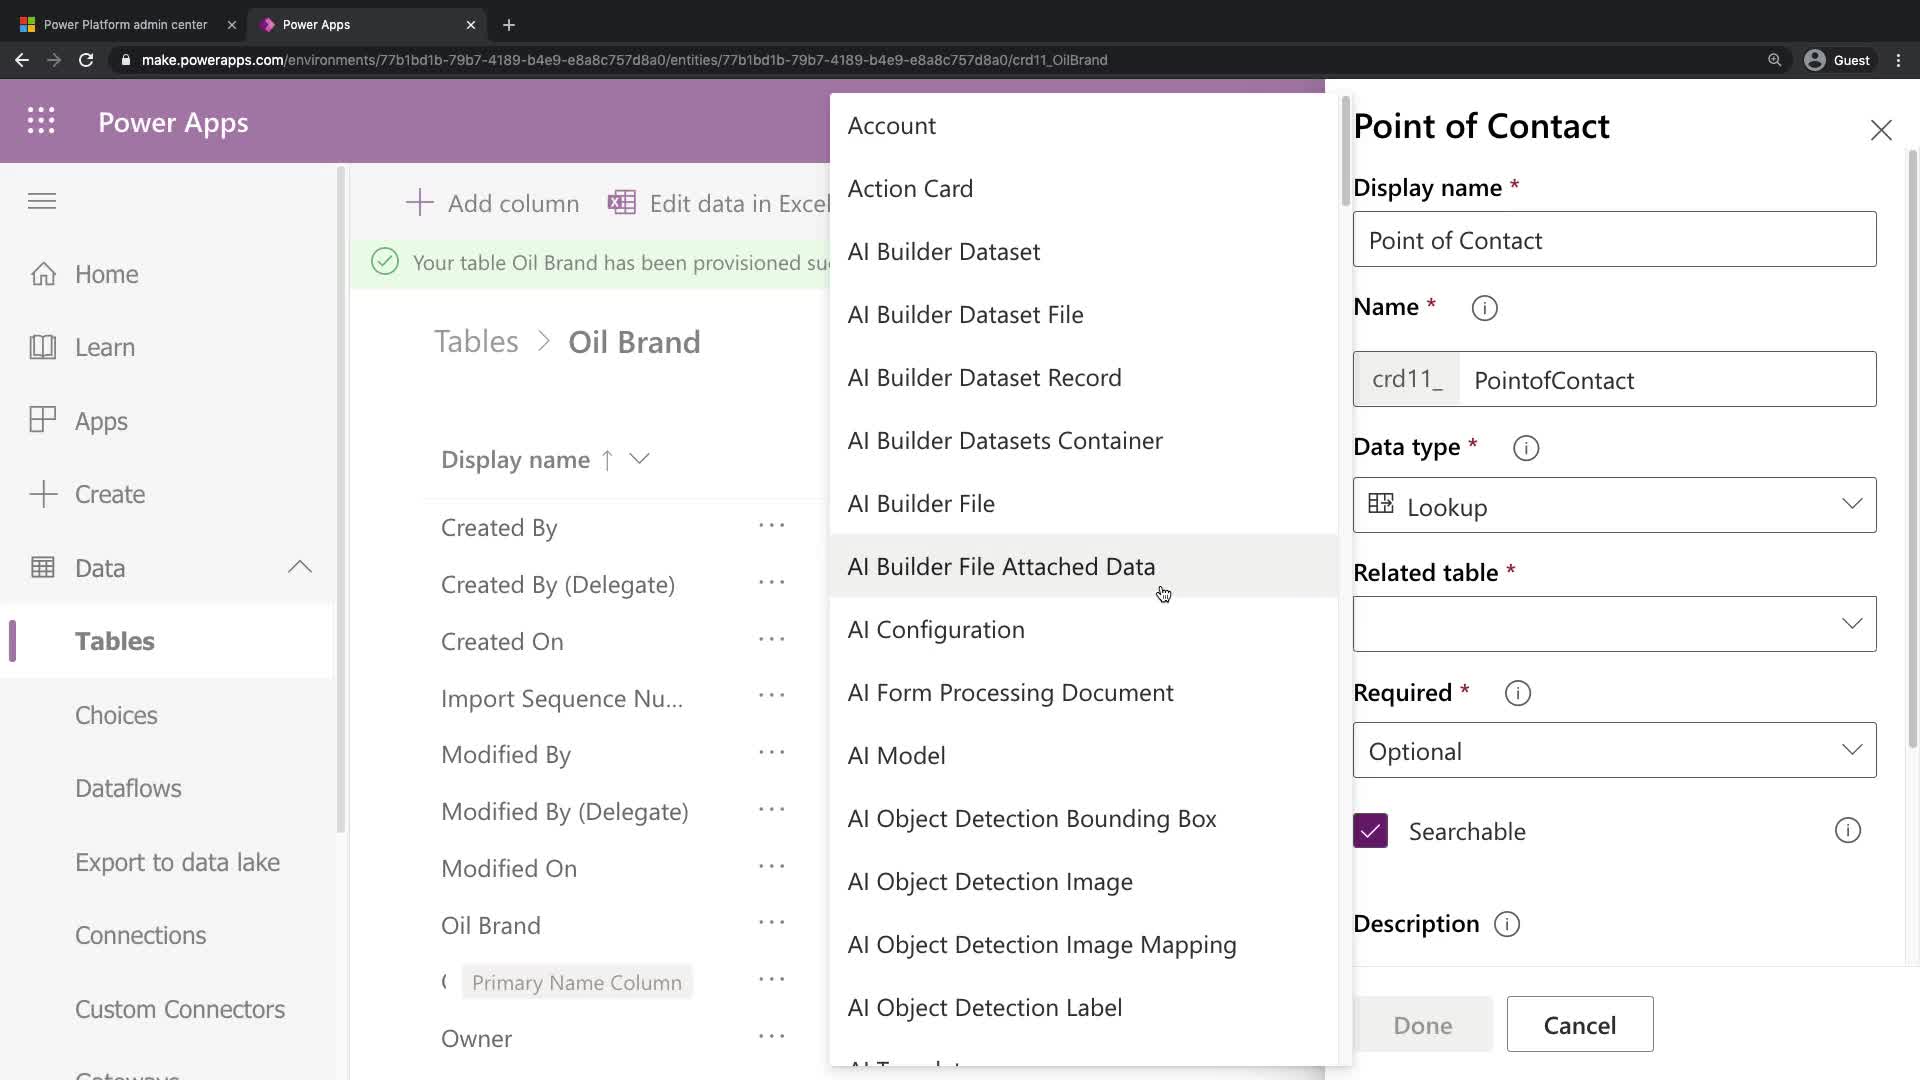 Power Platform admin center
Power Apps
make.powerapps.com/environments/77b1bd1b-79b7-4189-b4e9-e8a8c757d8a0/entities/77b1bd1b-79b7-4189-b4e9-e8a8c757d8a0/crd11_OilBrand
Guest
Power Apps
Home
Learn
Apps
Create
Data
Tables
Choices
Dataflows
Export to data lake
Connections
Custom Connectors
Add column
Edit data in Excel
Your table Oil Brand has been provisioned
Tables > Oil Brand
Display name
Created By
Created By (Delegate)
Created On
Import Sequence Nu...
Modified By
Modified By (Delegate)
Modified On
Oil Brand
Primary Name Column
Owner
Account
Action Card
AI Builder Dataset
AI Builder Dataset File
AI Builder Dataset Record
AI Builder Datasets Container
AI Builder File
AI Builder File Attached Data
AI Configuration
AI Form Processing Document
AI Model
AI Object Detection Bounding Box
AI Object Detection Image
AI Object Detection Image Mapping
AI Object Detection Label
Point of Contact
Display name *
Point of Contact
Name *
crd11_ PointofContact
Data type *
Lookup
Related table *
Required *
Optional
Searchable
Description
Done
Cancel